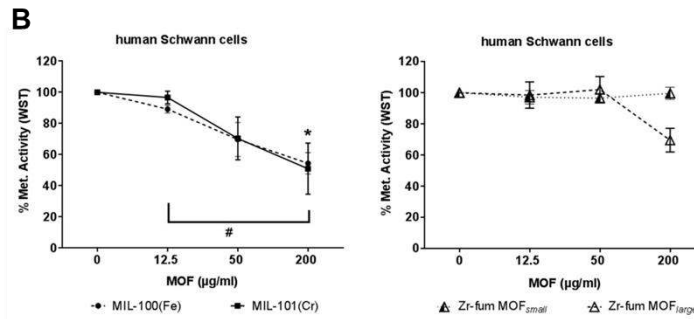 B
human Schwann cells
% Met. Activity (WST)
120
100
80
60
40
20
0
*
#
0 12.5 50 200
MOF (µg/ml)
MIL-100(Fe) MIL-101(Cr)
human Schwann cells
% Met. Activity (WST)
120
100
80
60
40
20
0
0 12.5 50 200
MOF (µg/ml)
Zr-fum MOFsmall Zr-fum MOFlarge